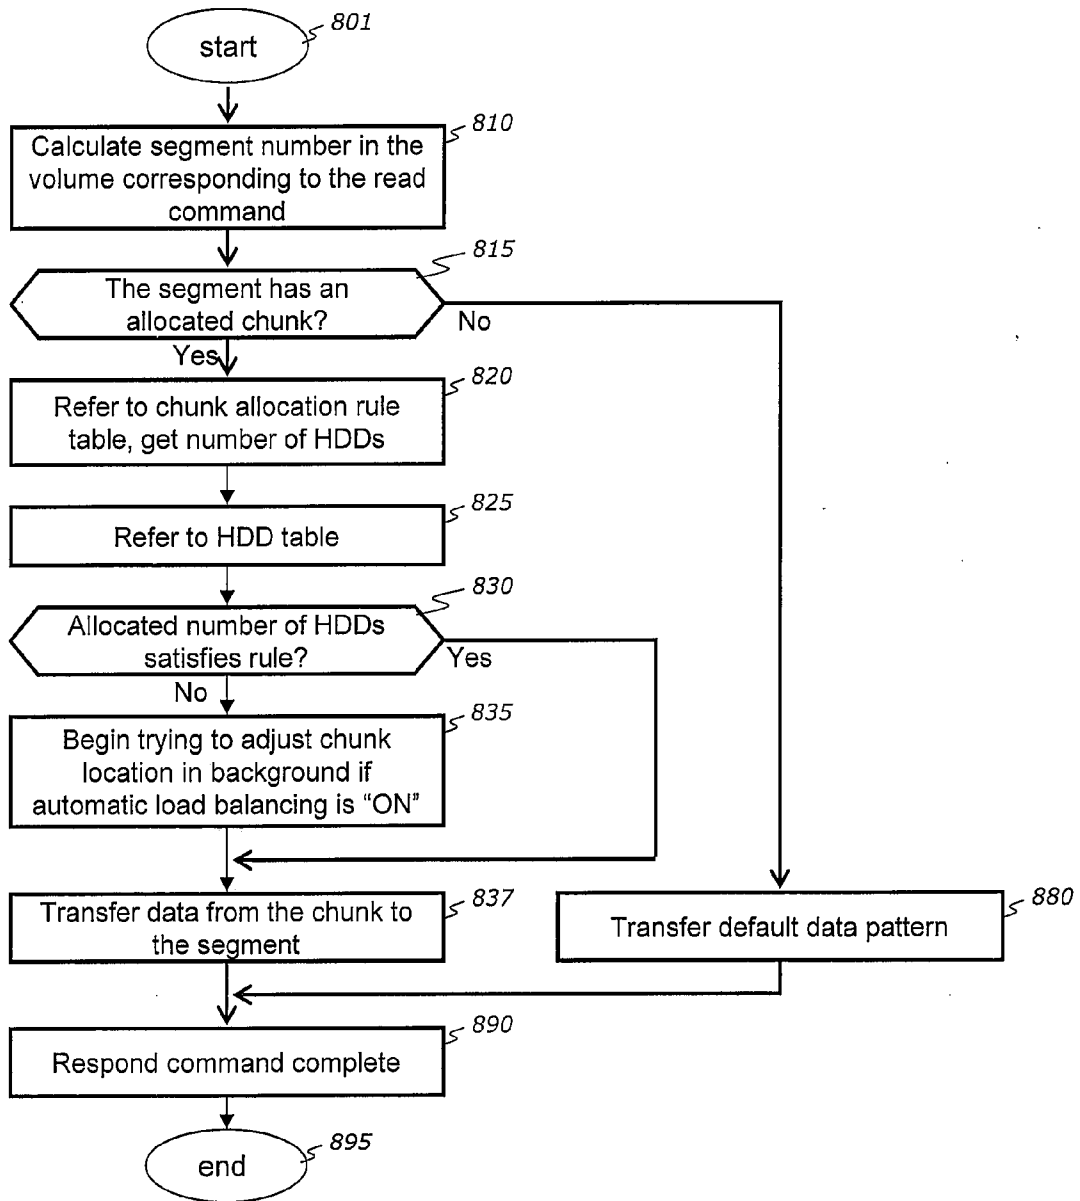 start
801
810
Calculate segment number in the
volume corresponding to the read
command
815
The segment has an
allocated chunk?
No
Yes
820
Refer to chunk allocation rule
table, get number of HDDs
825
Refer to HDD table
830
Allocated number of HDDs
satisfies rule?
Yes
No
835
Begin trying to adjust chunk
location in background if
automatic load balancing is “ON”
837
Transfer data from the chunk to
the segment
880
Transfer default data pattern
890
Respond command complete
895
end